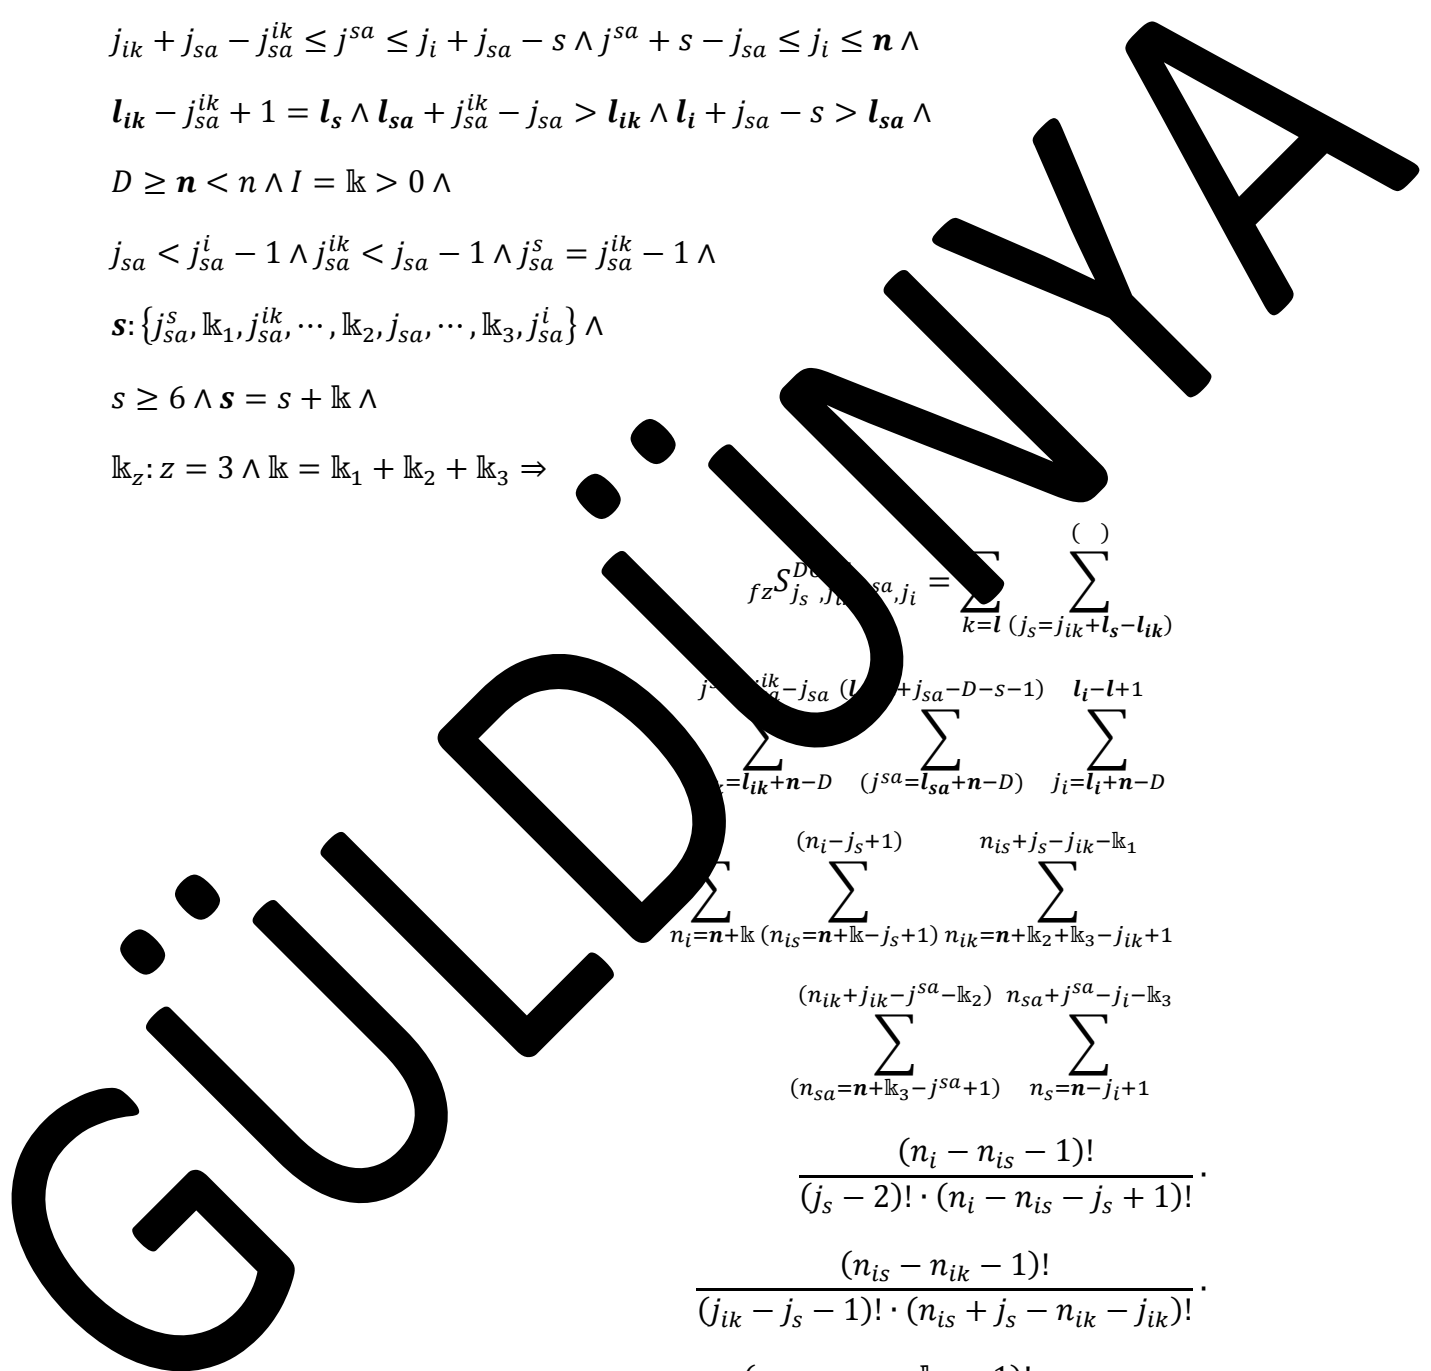 j_{ik} + j_{sa} − j_{sa}^{ik} ≤ j^{sa} ≤ j_i + j_{sa} − s ∧ j^{sa} + s − j_{sa} ≤ j_i ≤ n ∧
l_{ik} − j_{sa}^{ik} + 1 = l_s ∧ l_{sa} + j_{sa}^{ik} − j_{sa} > l_{ik} ∧ l_i + j_{sa} − s > l_{sa} ∧
D ≥ n < n ∧ I = 𝕜 > 0 ∧
j_{sa} < j_{sa}^i − 1 ∧ j_{sa}^{ik} < j_{sa} − 1 ∧ j_{sa}^s = j_{sa}^{ik} − 1 ∧
s: {j_{sa}^s, 𝕜_1, j_{sa}^{ik}, ⋯, 𝕜_2, j_{sa}, ⋯, 𝕜_3, j_{sa}^i} ∧
s ≥ 6 ∧ s = s + 𝕜 ∧
𝕜_z: z = 3 ∧ 𝕜 = 𝕜_1 + 𝕜_2 + 𝕜_3 ⇒
( )
_{fz}S_{j_s, ,j_i} = ∑ ∑
k=l (j_s=j_{ik}+l_s−l_{ik})
−j_{sa} +j_{sa}−D−s−1) l_i−l+1
∑ ∑ ∑
=l_{ik}+n−D (j^{sa}=l_{sa}+n−D) j_i=l_i+n−D
(n_i−j_s+1) n_{is}+j_s−j_{ik}−𝕜_1
∑ ∑ ∑
n_i=n+𝕜 (n_{is}=n+𝕜−j_s+1) n_{ik}=n+𝕜_2+𝕜_3−j_{ik}+1
(n_{ik}+j_{ik}−j^{sa}−𝕜_2) n_{sa}+j^{sa}−j_i−𝕜_3
∑ ∑
(n_{sa}=n+𝕜_3−j^{sa}+1) n_s=n−j_i+1
(n_i − n_{is} − 1)!
(j_s − 2)! · (n_i − n_{is} − j_s + 1)! ·
(n_{is} − n_{ik} − 1)!
(j_{ik} − j_s − 1)! · (n_{is} + j_s − n_{ik} − j_{ik})! ·
GÜLDÜNYA